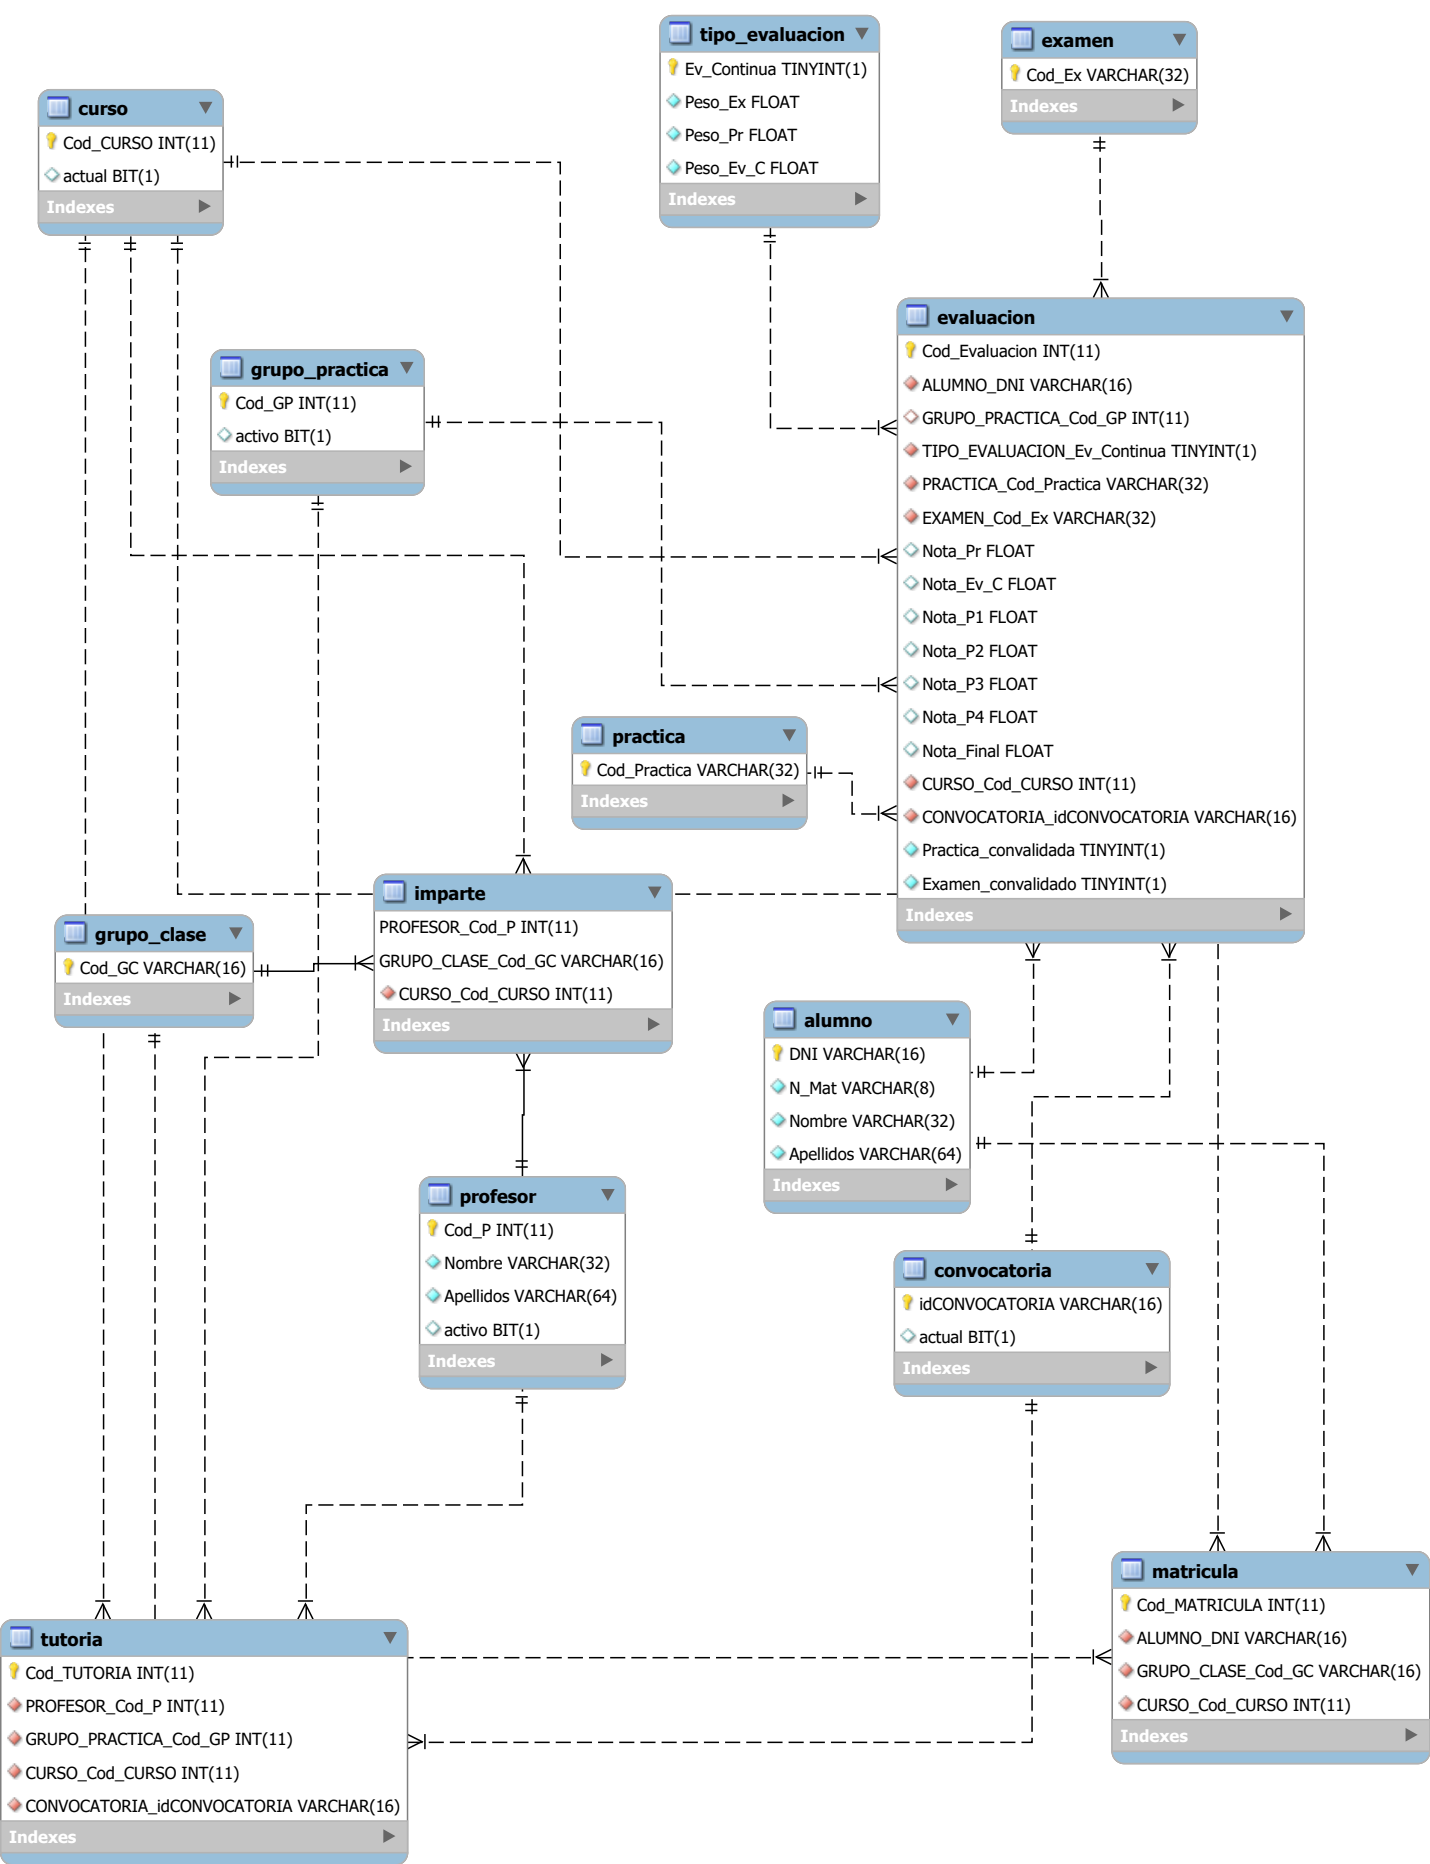 tipo_evaluacion
Ev_Continua TINYINT(1)
Peso_Ex FLOAT
Peso_Pr FLOAT
Peso_Ev_C FLOAT
Indexes
examen
Cod_Ex VARCHAR(32)
Indexes
curso
Cod_CURSO INT(11)
actual BIT(1)
Indexes
evaluacion
Cod_Evaluacion INT(11)
ALUMNO_DNI VARCHAR(16)
GRUPO_PRACTICA_Cod_GP INT(11)
TIPO_EVALUACION_Ev_Continua TINYINT(1)
PRACTICA_Cod_Practica VARCHAR(32)
EXAMEN_Cod_Ex VARCHAR(32)
Nota_Pr FLOAT
Nota_Ev_C FLOAT
Nota_P1 FLOAT
Nota_P2 FLOAT
Nota_P3 FLOAT
Nota_P4 FLOAT
Nota_Final FLOAT
CURSO_Cod_CURSO INT(11)
CONVOCATORIA_idCONVOCATORIA VARCHAR(16)
Practica_convalidada TINYINT(1)
Examen_convalidado TINYINT(1)
Indexes
grupo_practica
Cod_GP INT(11)
activo BIT(1)
Indexes
practica
Cod_Practica VARCHAR(32)
Indexes
imparte
PROFESOR_Cod_P INT(11)
GRUPO_CLASE_Cod_GC VARCHAR(16)
CURSO_Cod_CURSO INT(11)
Indexes
grupo_clase
Cod_GC VARCHAR(16)
Indexes
alumno
DNI VARCHAR(16)
N_Mat VARCHAR(8)
Nombre VARCHAR(32)
Apellidos VARCHAR(64)
Indexes
profesor
Cod_P INT(11)
Nombre VARCHAR(32)
Apellidos VARCHAR(64)
activo BIT(1)
Indexes
convocatoria
idCONVOCATORIA VARCHAR(16)
actual BIT(1)
Indexes
matricula
Cod_MATRICULA INT(11)
ALUMNO_DNI VARCHAR(16)
GRUPO_CLASE_Cod_GC VARCHAR(16)
CURSO_Cod_CURSO INT(11)
Indexes
tutoria
Cod_TUTORIA INT(11)
PROFESOR_Cod_P INT(11)
GRUPO_PRACTICA_Cod_GP INT(11)
CURSO_Cod_CURSO INT(11)
CONVOCATORIA_idCONVOCATORIA VARCHAR(16)
Indexes